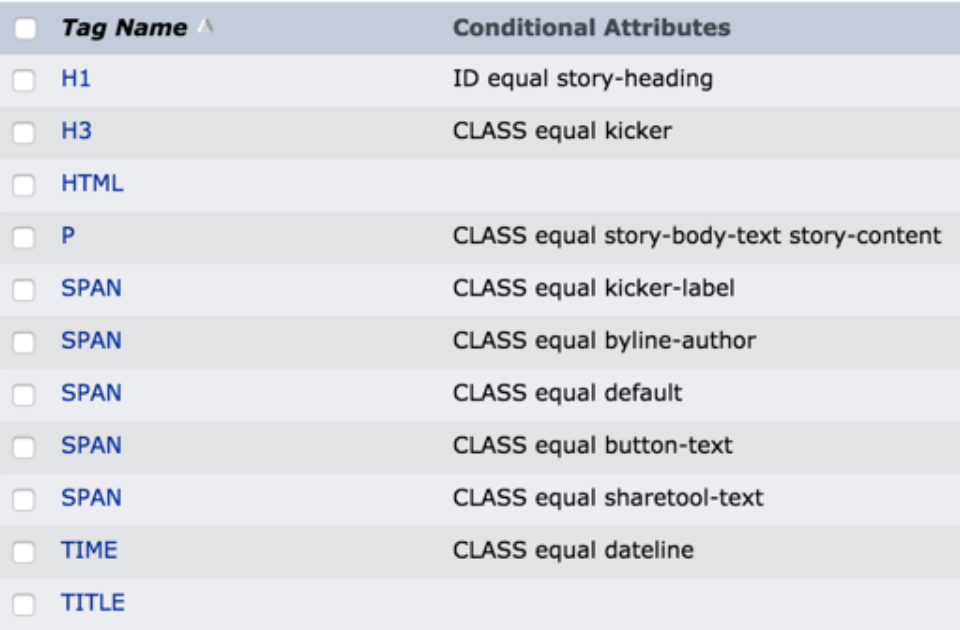 Tag Name Conditional Attributes
H1 ID equal story-heading
H3 CLASS equal kicker
HTML
P CLASS equal story-body-text story-content
SPAN CLASS equal kicker-label
SPAN CLASS equal byline-author
SPAN CLASS equal default
SPAN CLASS equal button-text
SPAN CLASS equal sharetool-text
TIME CLASS equal dateline
TITLE